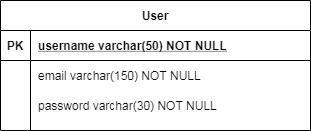 User
PK username varchar(50) NOT NULL
email varchar(150) NOT NULL
password varchar(30) NOT NULL